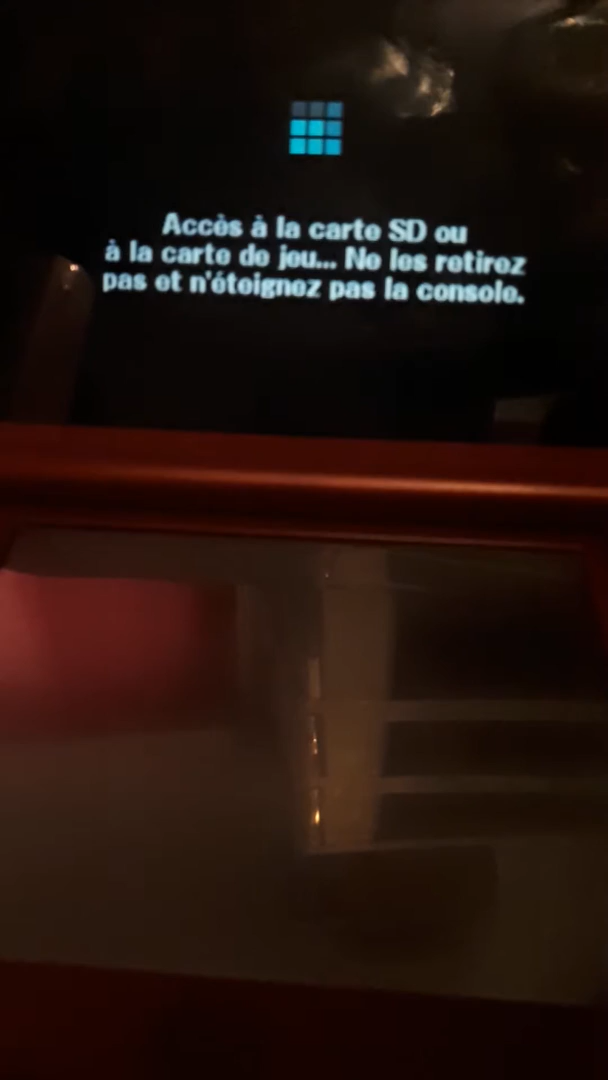 Accès à la carte SD ou
à la carte de jeu... Ne les retirez
pas et n'éteignez pas la console.